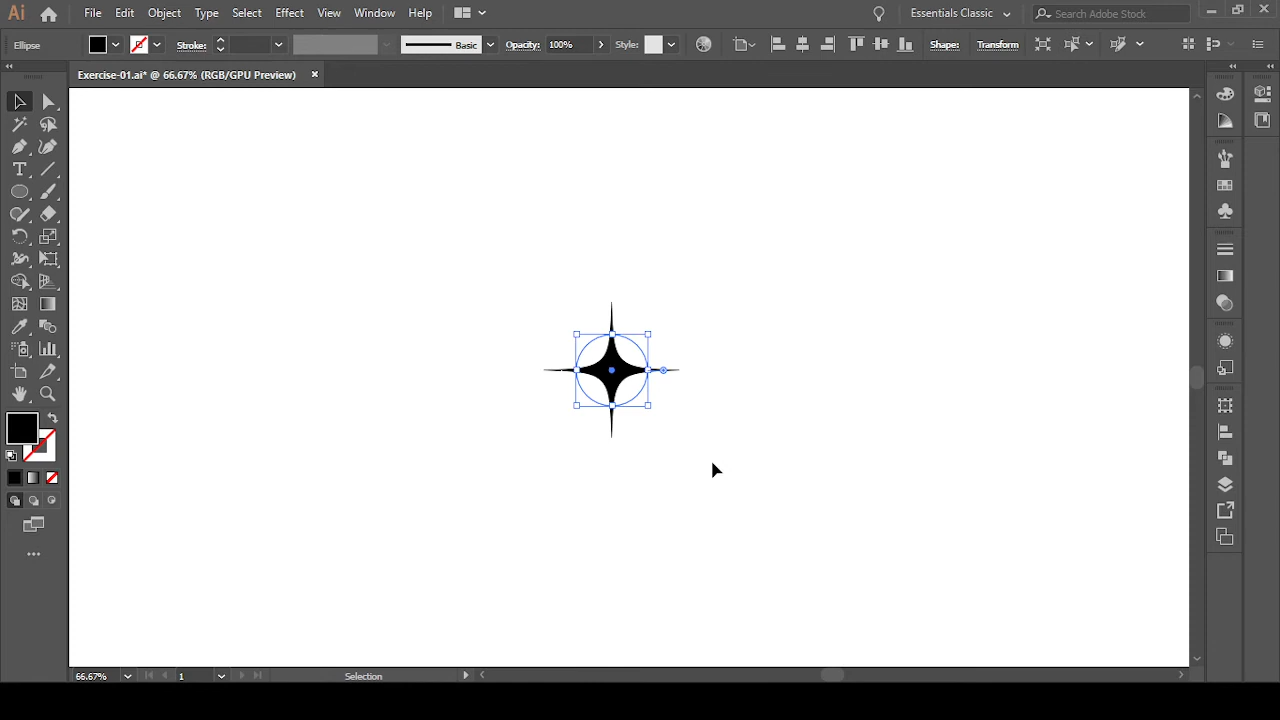 Ai File Edit Object Type Select Effect View Window Help Essentials Classic Search Adobe Stock
Ellipse Stroke: Basic Opacity: 100% Style: Shape: Transform
Exercise-01.ai* @ 66.67% (RGB/GPU Preview)
66.67% 1 Selection